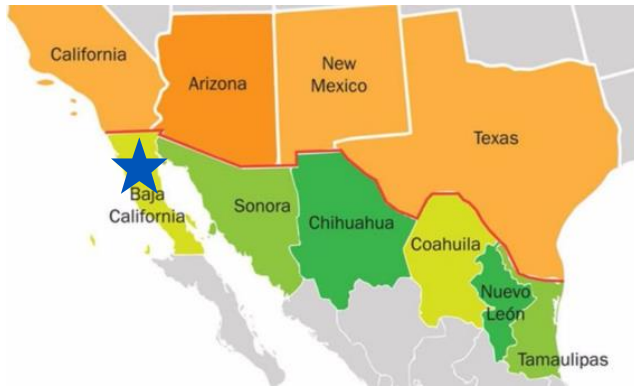 California
Arizona
New
Mexico
Texas
Baja
California
Sonora
Chihuahua
Coahuila
Nuevo
León
Tamaulipas